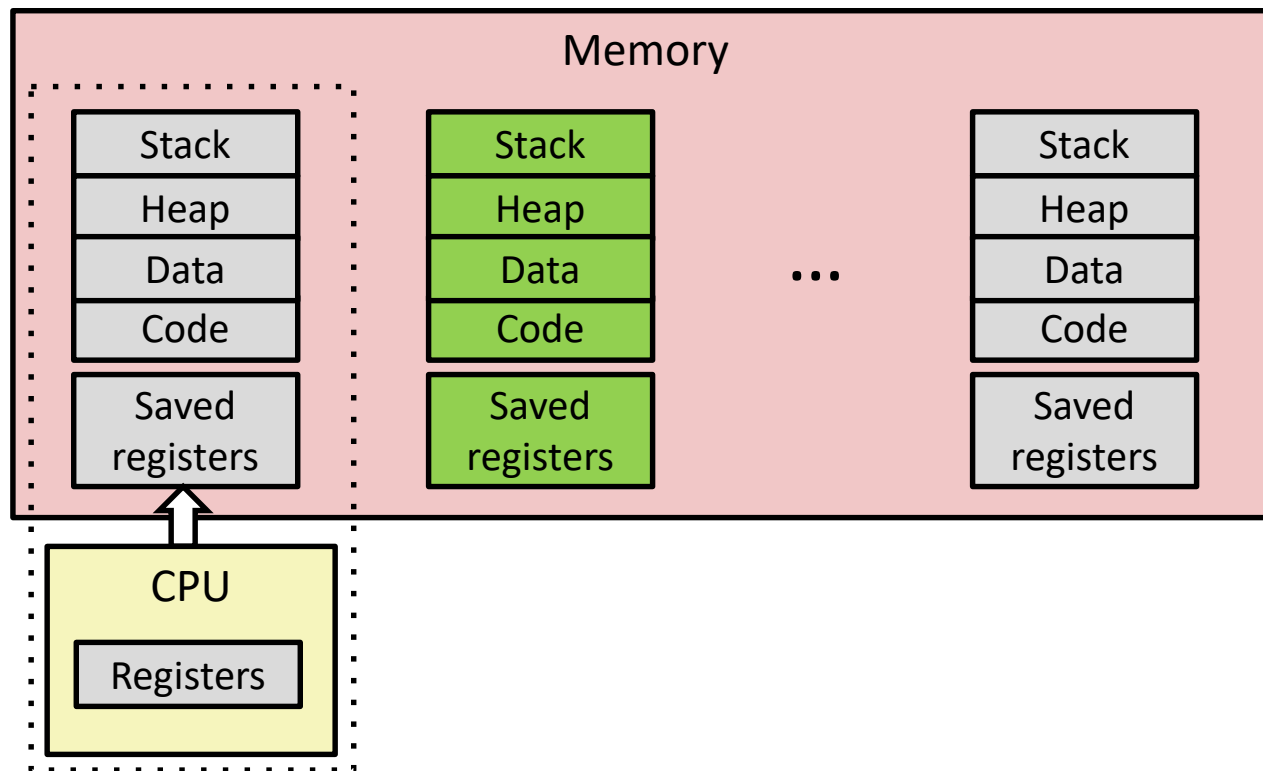 Memory
Stack
Heap
Data
Code
Saved
registers
Stack
Heap
Data
Code
Saved
registers
...
Stack
Heap
Data
Code
Saved
registers
CPU
Registers